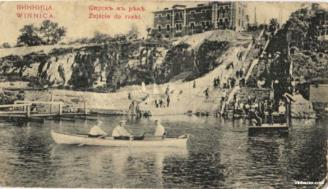 ВИННИЦА.
WINNICA.
Спускъ къ рѣкѣ.
Zejście do rzeki.